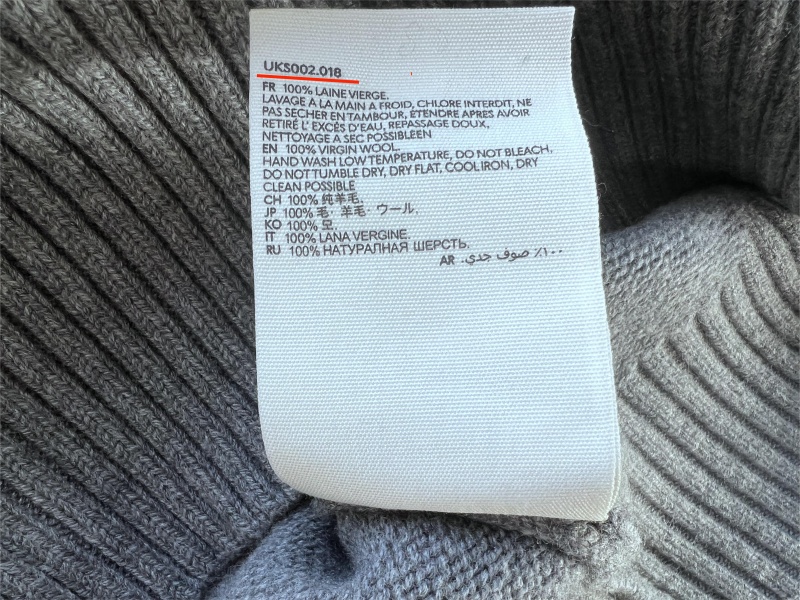 UKS002.018
FR 100% LAINE VIERGE.
LAVAGE A LA MAIN A FROID, CHLORE INTERDIT, NE
PAS SECHER EN TAMBOUR, ÉTENDRE APRES AVOIR
RETIRÉ L' EXCÉS D'EAU, REPASSAGE DOUX,
NETTOYAGE A SEC POSSIBLEEN
EN 100% VIRGIN WOOL.
HAND WASH LOW TEMPERATURE, DO NOT BLEACH.
DO NOT TUMBLE DRY, DRY FLAT, COOL IRON, DRY
CLEAN POSSIBLE
CH 100% 纯羊毛.
JP 100% 毛· 羊毛· ウール.
KO 100% 모
IT 100% LANA VERGINE.
RU 100% НАТУРАЛНАЯ ШЕРСТЬ.
AR .صوف جدي ٪١٠٠